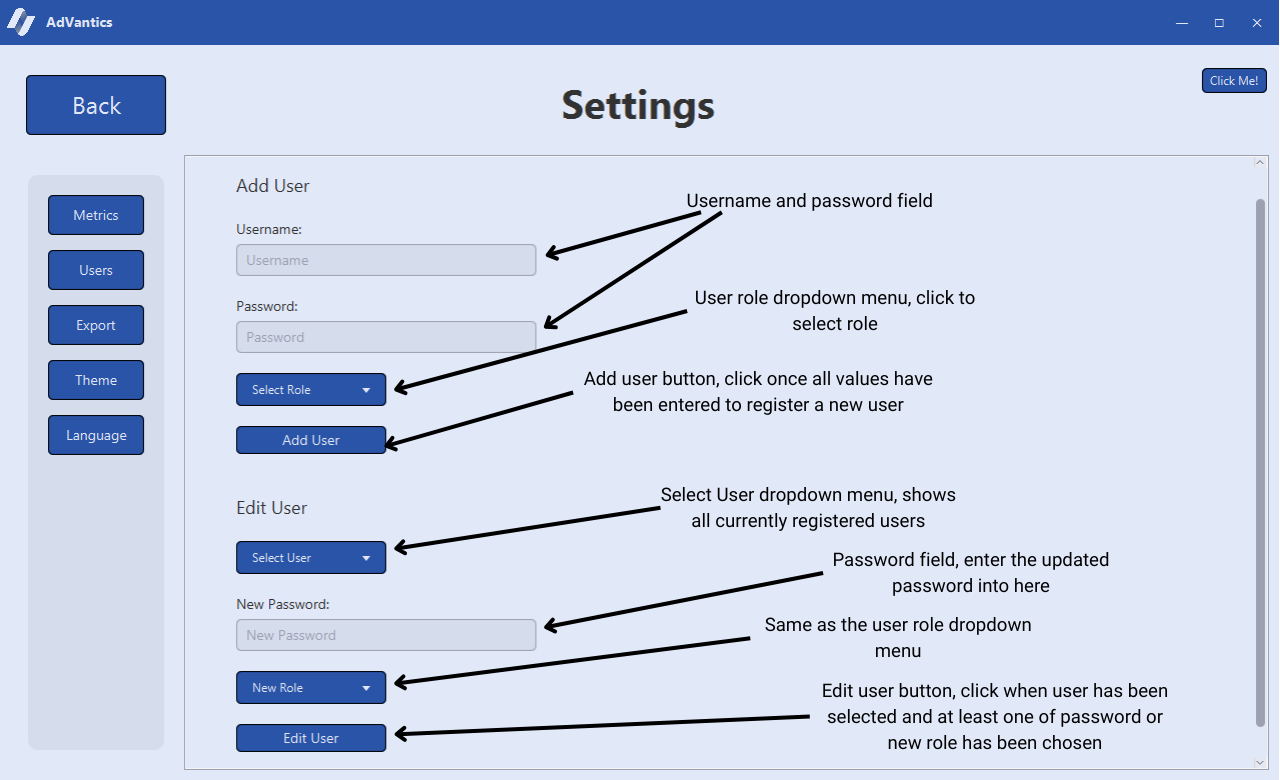 AdVantics
Back
Settings
Click Me!
Metrics
Users
Export
Theme
Language
Add User
Username:
Username
Password:
Password
Select Role
Add User
Username and password field
User role dropdown menu, click to
select role
Add user button, click once all values have
been entered to register a new user
Edit User
Select User
New Password:
New Password
New Role
Edit User
Select User dropdown menu, shows
all currently registered users
Password field, enter the updated
password into here
Same as the user role dropdown
menu
Edit user button, click when user has been
selected and at least one of password or
new role has been chosen